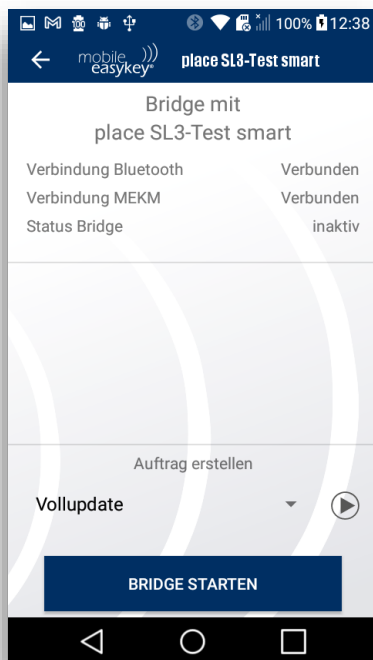 100% 12:38
mobile easykey® place SL3-Test smart
Bridge mit
place SL3-Test smart
Verbindung Bluetooth Verbunden
Verbindung MEKM Verbunden
Status Bridge inaktiv
Auftrag erstellen
Vollupdate
BRIDGE STARTEN